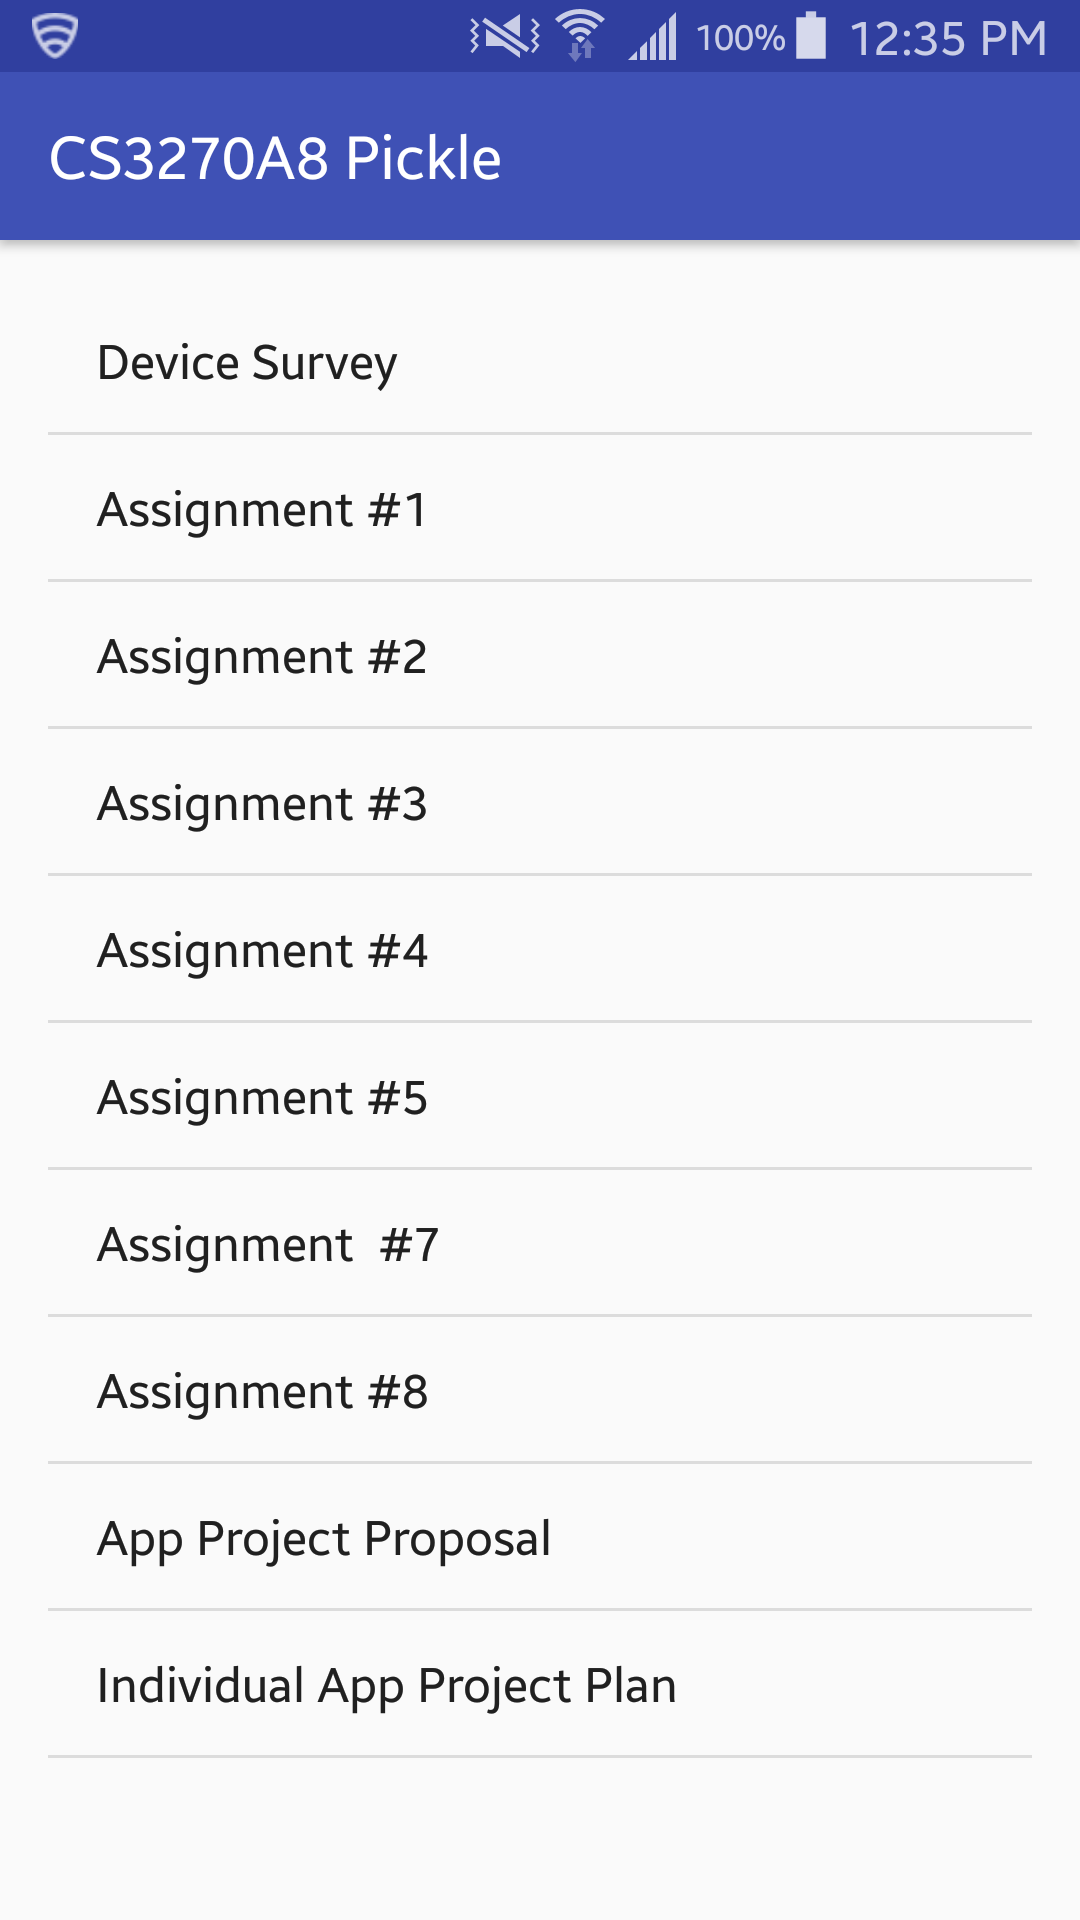 100% 12:35 PM
CS3270A8 Pickle
Device Survey
Assignment #1
Assignment #2
Assignment #3
Assignment #4
Assignment #5
Assignment  #7
Assignment #8
App Project Proposal
Individual App Project Plan